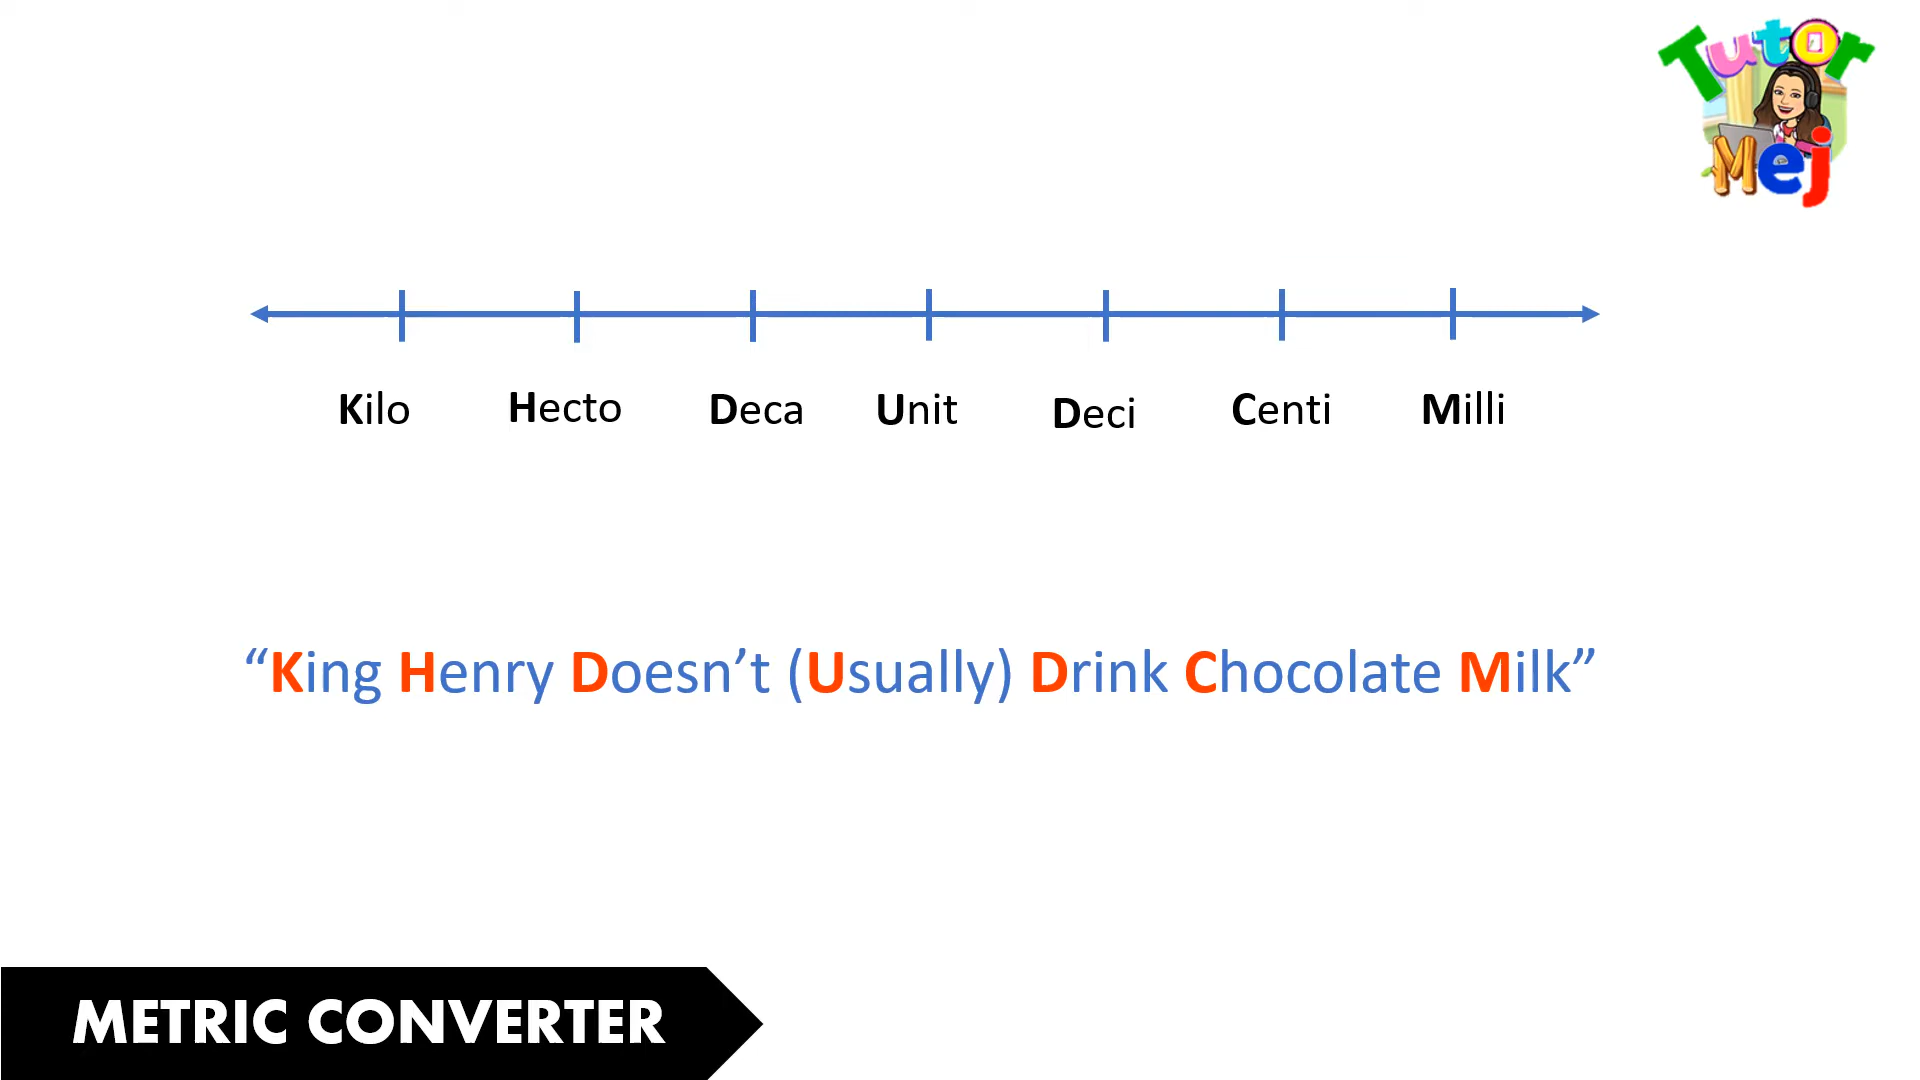 Tutor
Mej
Kilo Hecto Deca Unit Deci Centi Milli
“King Henry Doesn’t (Usually) Drink Chocolate Milk”
METRIC CONVERTER